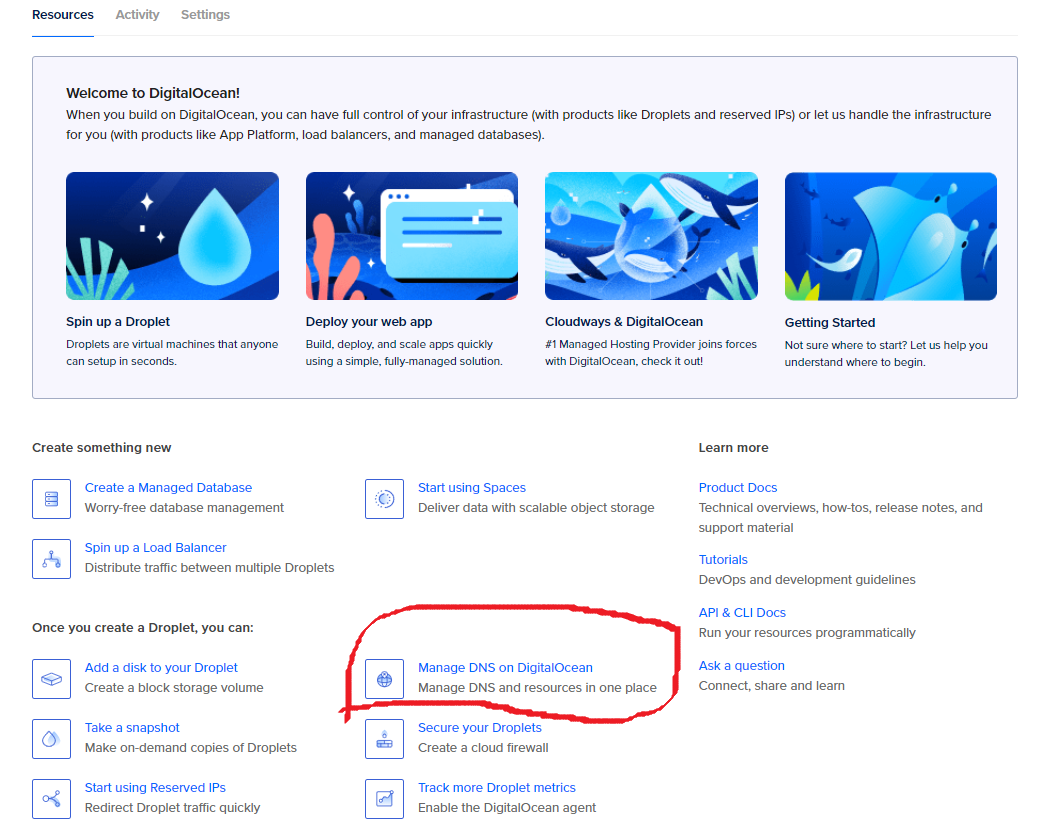 Resources Activity Settings
Welcome to DigitalOcean!
When you build on DigitalOcean, you can have full control of your infrastructure (with products like Droplets and reserved IPs) or let us handle the infrastructure
for you (with products like App Platform, load balancers, and managed databases).
Spin up a Droplet
Droplets are virtual machines that anyone
can setup in seconds.
Deploy your web app
Build, deploy, and scale apps quickly
using a simple, fully-managed solution.
Cloudways & DigitalOcean
#1 Managed Hosting Provider joins forces
with DigitalOcean, check it out!
Getting Started
Not sure where to start? Let us help you
understand where to begin.
Create something new
Create a Managed Database
Worry-free database management
Start using Spaces
Deliver data with scalable object storage
Spin up a Load Balancer
Distribute traffic between multiple Droplets
Once you create a Droplet, you can:
Add a disk to your Droplet
Create a block storage volume
Manage DNS on DigitalOcean
Manage DNS and resources in one place
Take a snapshot
Make on-demand copies of Droplets
Secure your Droplets
Create a cloud firewall
Start using Reserved IPs
Redirect Droplet traffic quickly
Track more Droplet metrics
Enable the DigitalOcean agent
Learn more
Product Docs
Technical overviews, how-tos, release notes, and
support material
Tutorials
DevOps and development guidelines
API & CLI Docs
Run your resources programmatically
Ask a question
Connect, share and learn